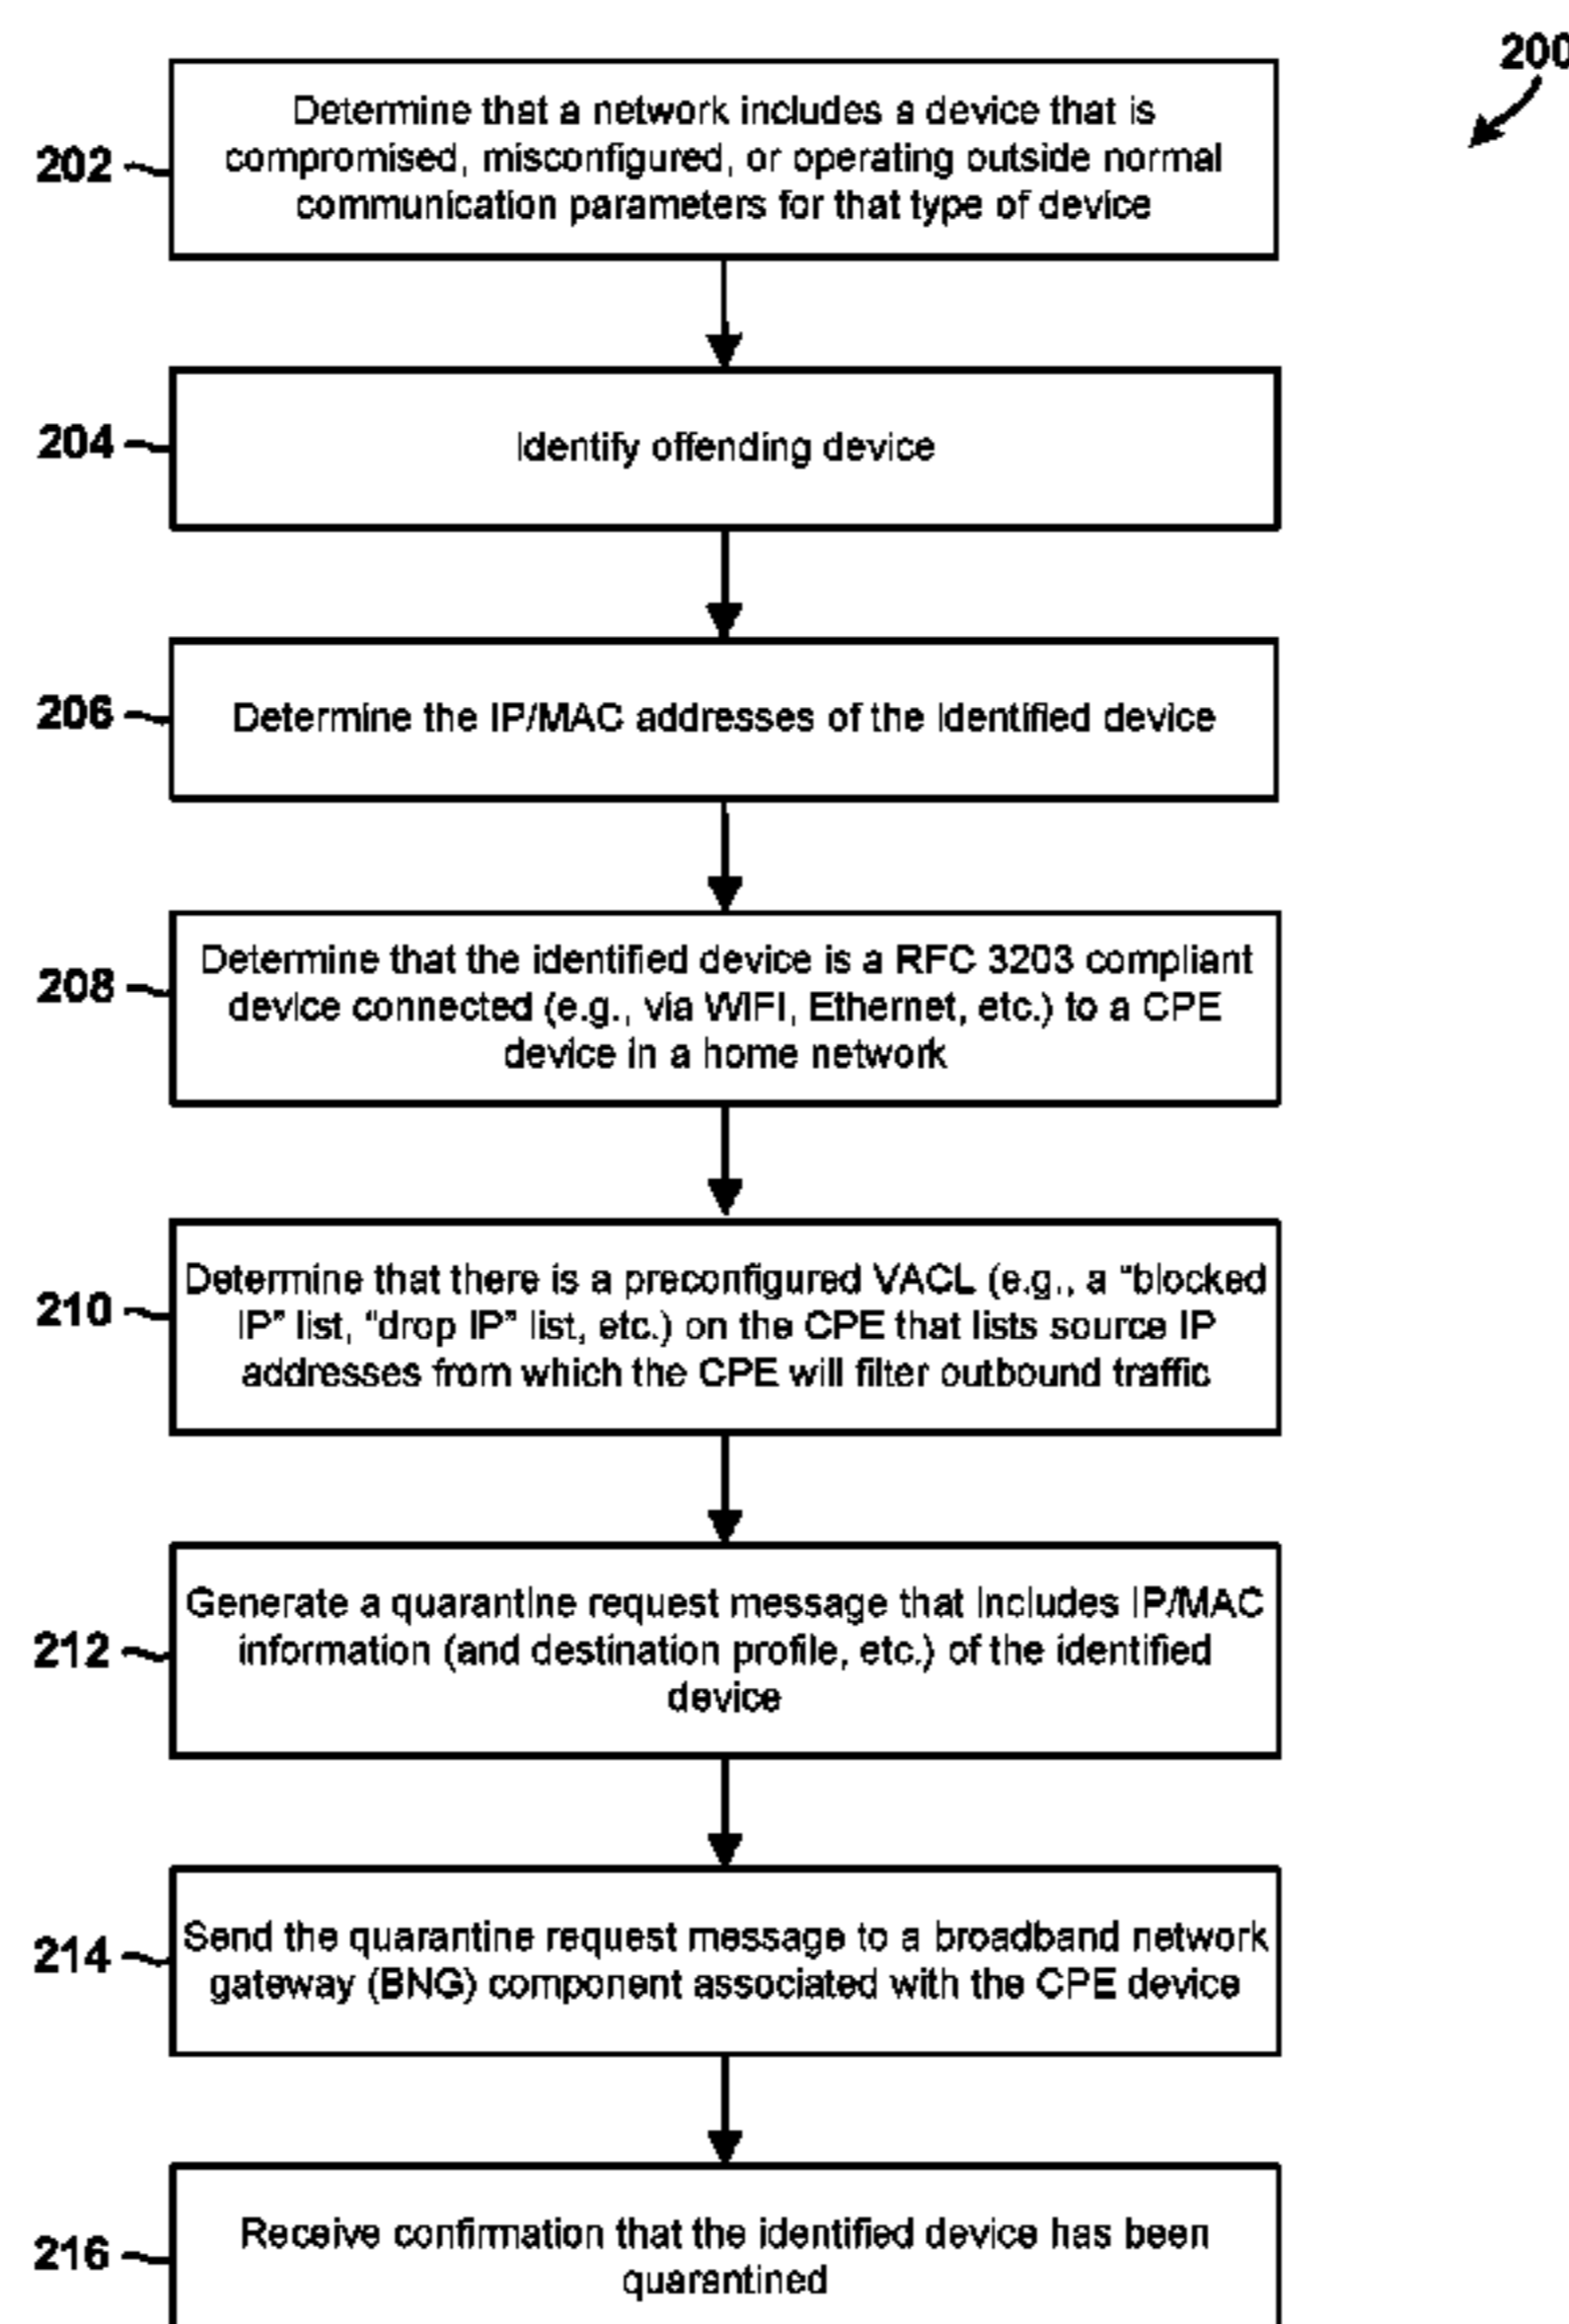 200
202
Determine that a network includes a device that is
compromised, misconfigured, or operating outside normal
communication parameters for that type of device
204
Identify offending device
206
Determine the IP/MAC addresses of the identified device
208
Determine that the identified device is a RFC 3203 compliant
device connected (e.g., via WIFI, Ethernet, etc.) to a CPE
device in a home network
210
Determine that there is a preconfigured VACL (e.g., a “blocked
IP” list, “drop IP” list, etc.) on the CPE that lists source IP
addresses from which the CPE will filter outbound traffic
212
Generate a quarantine request message that includes IP/MAC
information (and destination profile, etc.) of the identified
device
214
Send the quarantine request message to a broadband network
gateway (BNG) component associated with the CPE device
216
Receive confirmation that the identified device has been
quarantined